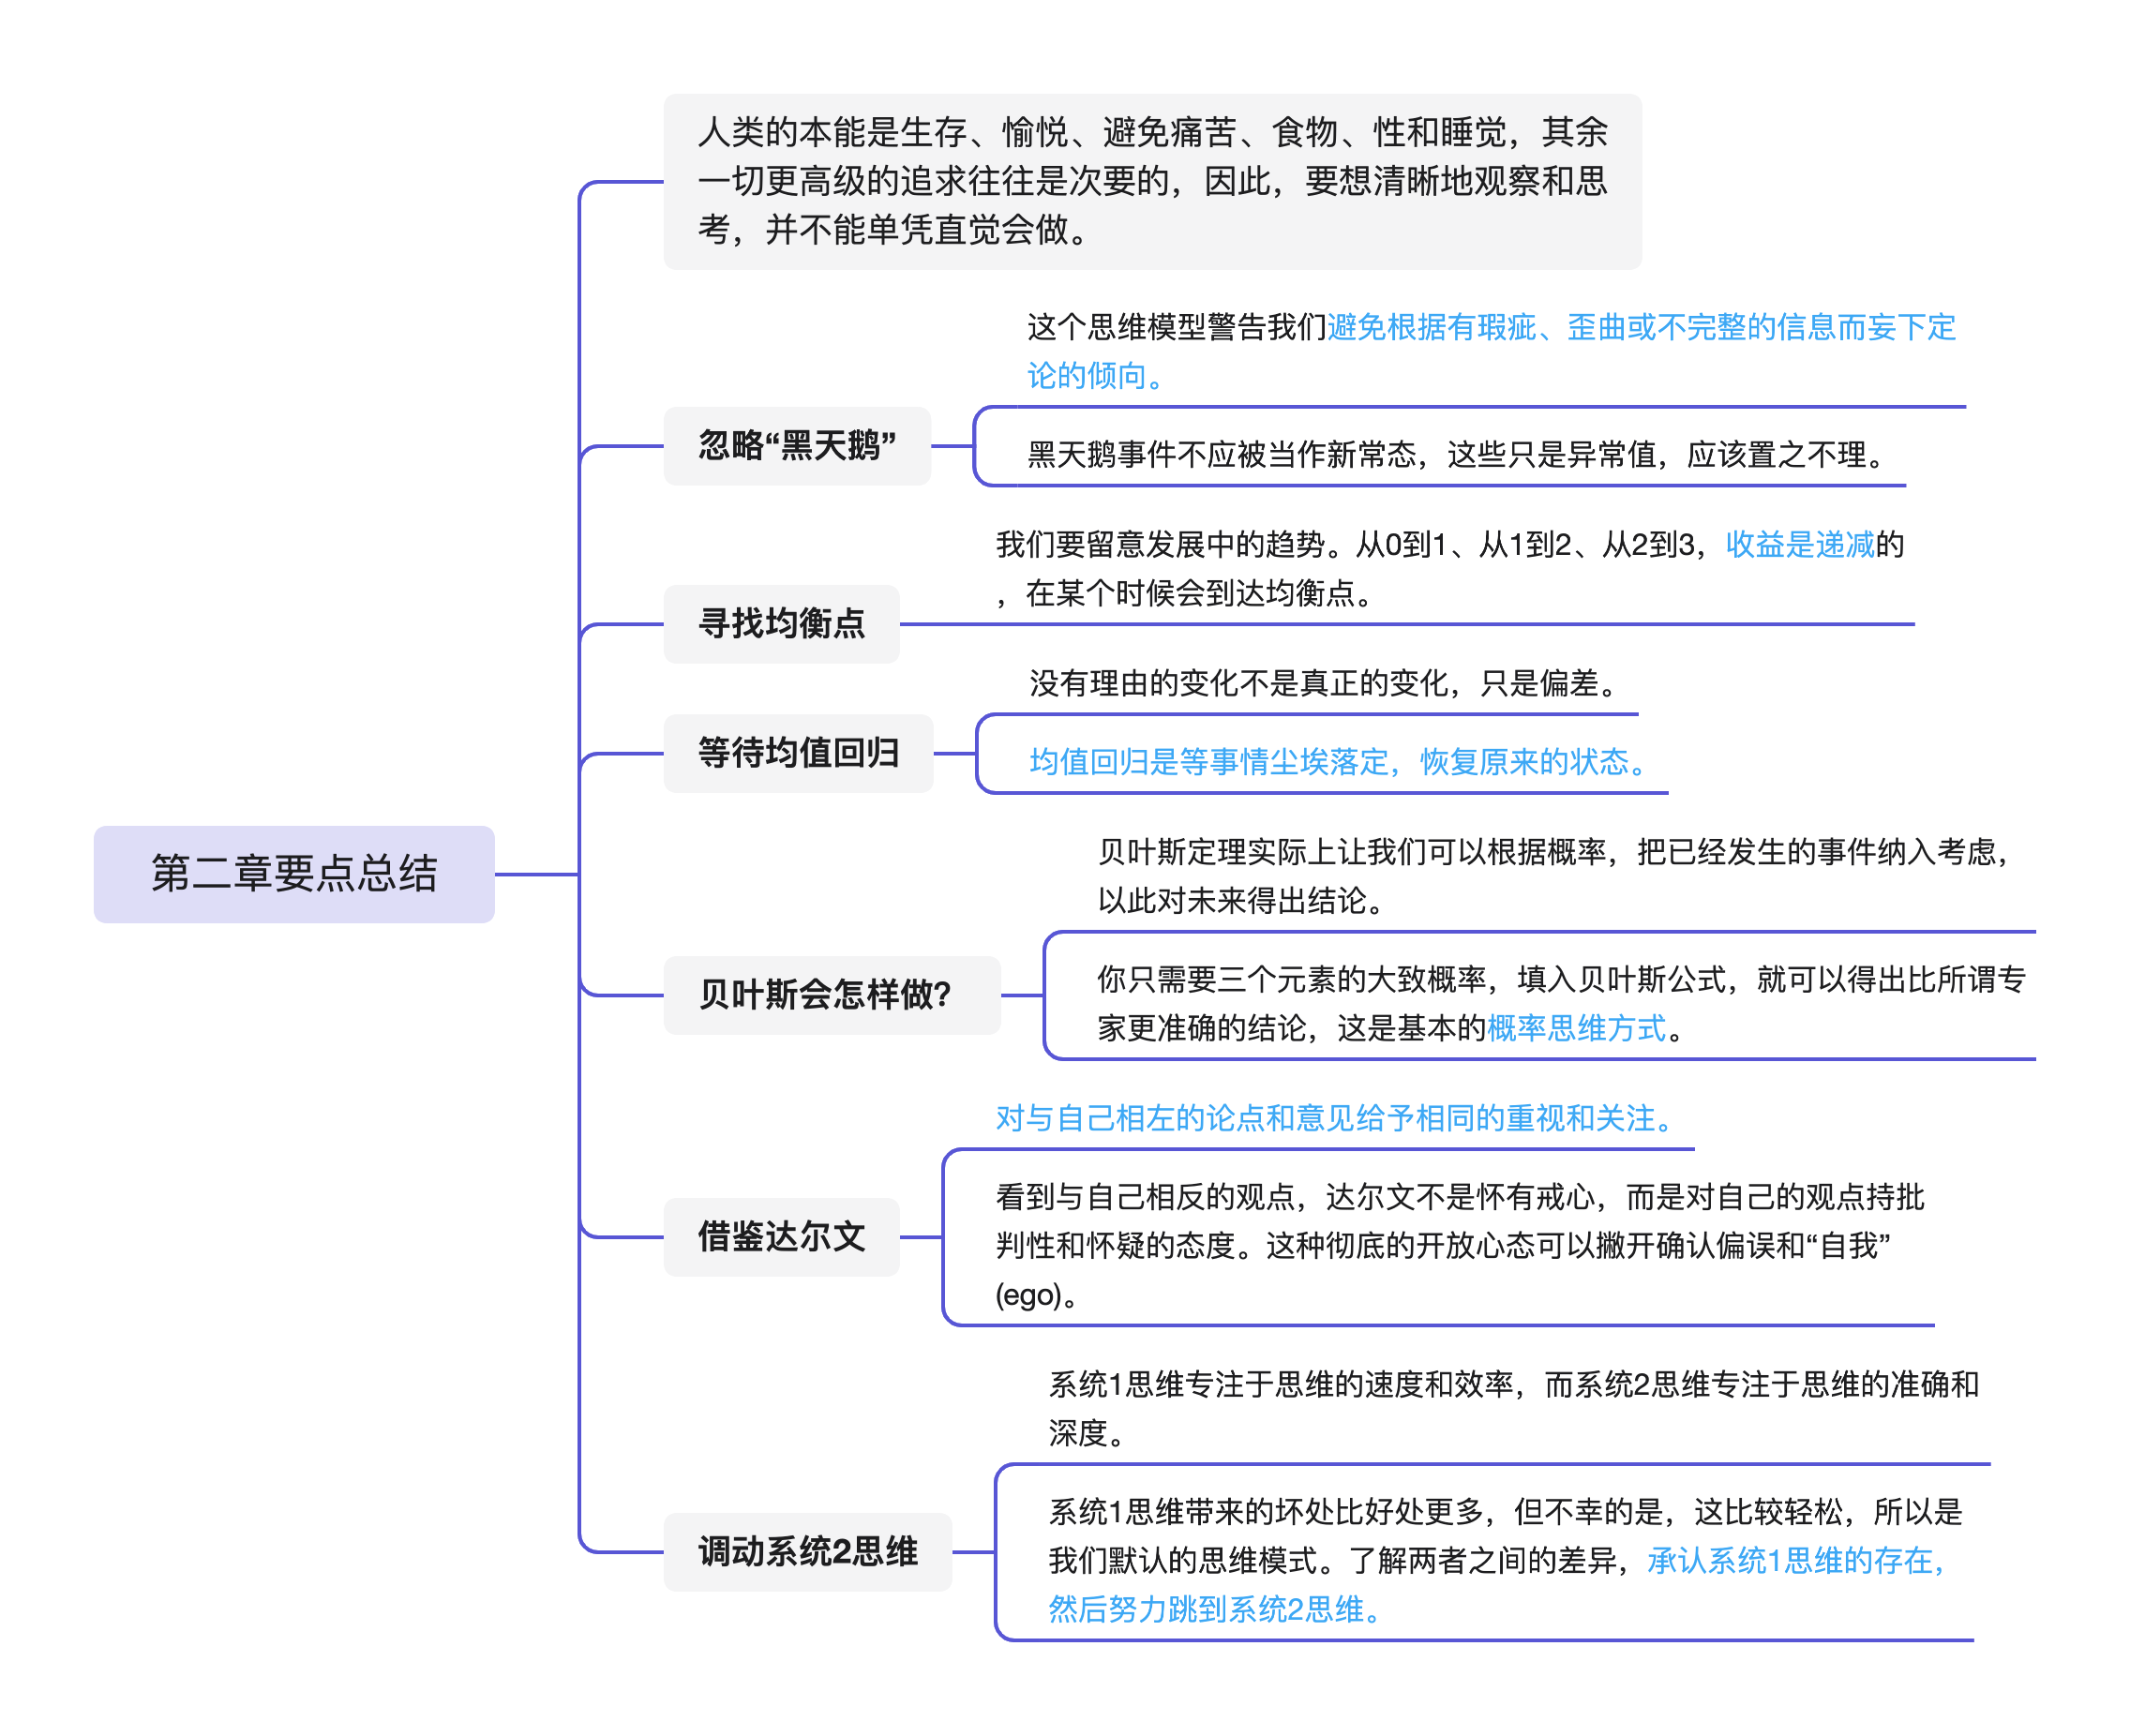 人类的本能是生存、愉悦、避免痛苦、食物、性和睡觉，其余
一切更高级的追求往往是次要的，因此，要想清晰地观察和思
考，并不能单凭直觉会做。
这个思维模型警告我们避免根据有瑕疵、歪曲或不完整的信息而妄下定
论的倾向。
忽略“黑天鹅”
黑天鹅事件不应被当作新常态，这些只是异常值，应该置之不理。
我们要留意发展中的趋势。从0到1、从1到2、从2到3，收益是递减的
，在某个时候会到达均衡点。
寻找均衡点
没有理由的变化不是真正的变化，只是偏差。
等待均值回归
均值回归是等事情尘埃落定，恢复原来的状态。
第二章要点总结
贝叶斯定理实际上让我们可以根据概率，把已经发生的事件纳入考虑，
以此对未来得出结论。
贝叶斯会怎样做？
你只需要三个元素的大致概率，填入贝叶斯公式，就可以得出比所谓专
家更准确的结论，这是基本的概率思维方式。
对与自己相左的论点和意见给予相同的重视和关注。
借鉴达尔文
看到与自己相反的观点，达尔文不是怀有戒心，而是对自己的观点持批
判性和怀疑的态度。这种彻底的开放心态可以撇开确认偏误和“自我”
(ego)。
系统1思维专注于思维的速度和效率，而系统2思维专注于思维的准确和
深度。
调动系统2思维
系统1思维带来的坏处比好处更多，但不幸的是，这比较轻松，所以是
我们默认的思维模式。了解两者之间的差异，承认系统1思维的存在，
然后努力跳到系统2思维。